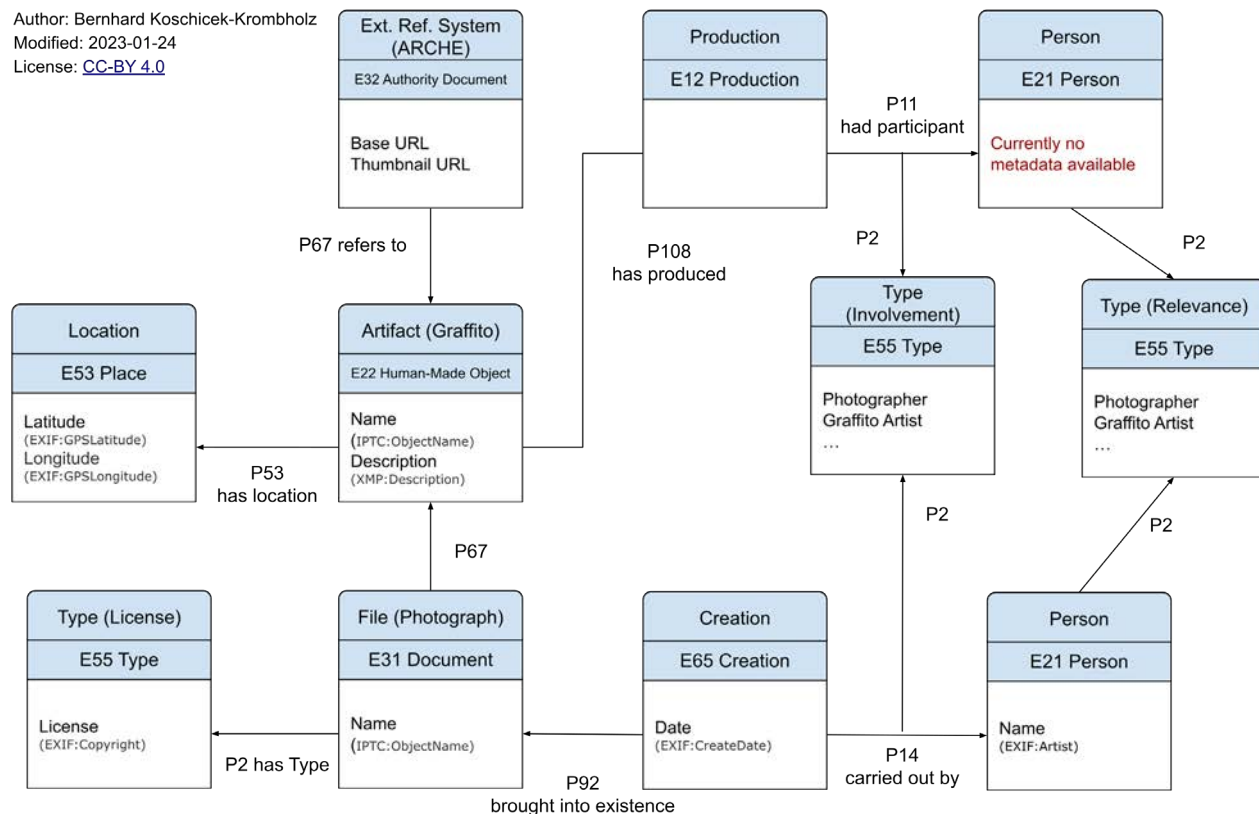 Author: Bernhard Koschicek-Krombholz
Modified: 2023-01-24
License: CC-BY 4.0
Ext. Ref. System
(ARCHE)
E32 Authority Document
Base URL
Thumbnail URL
Production
E12 Production
P11
had participant
Person
E21 Person
Currently no
metadata available
P67 refers to
P108
has produced
P2
P2
Location
E53 Place
Latitude
(EXIF:GPSLatitude)
Longitude
(EXIF:GPSLongitude)
P53
has location
Artifact (Graffito)
E22 Human-Made Object
Name
(IPTC:ObjectName)
Description
(XMP:Description)
Type
(Involvement)
E55 Type
Photographer
Graffito Artist
...
Type (Relevance)
E55 Type
Photographer
Graffito Artist
...
P67
P2
P2
Type (License)
E55 Type
License
(EXIF:Copyright)
P2 has Type
File (Photograph)
E31 Document
Name
(IPTC:ObjectName)
P92
brought into existence
Creation
E65 Creation
Date
(EXIF:CreateDate)
P14
carried out by
Person
E21 Person
Name
(EXIF:Artist)